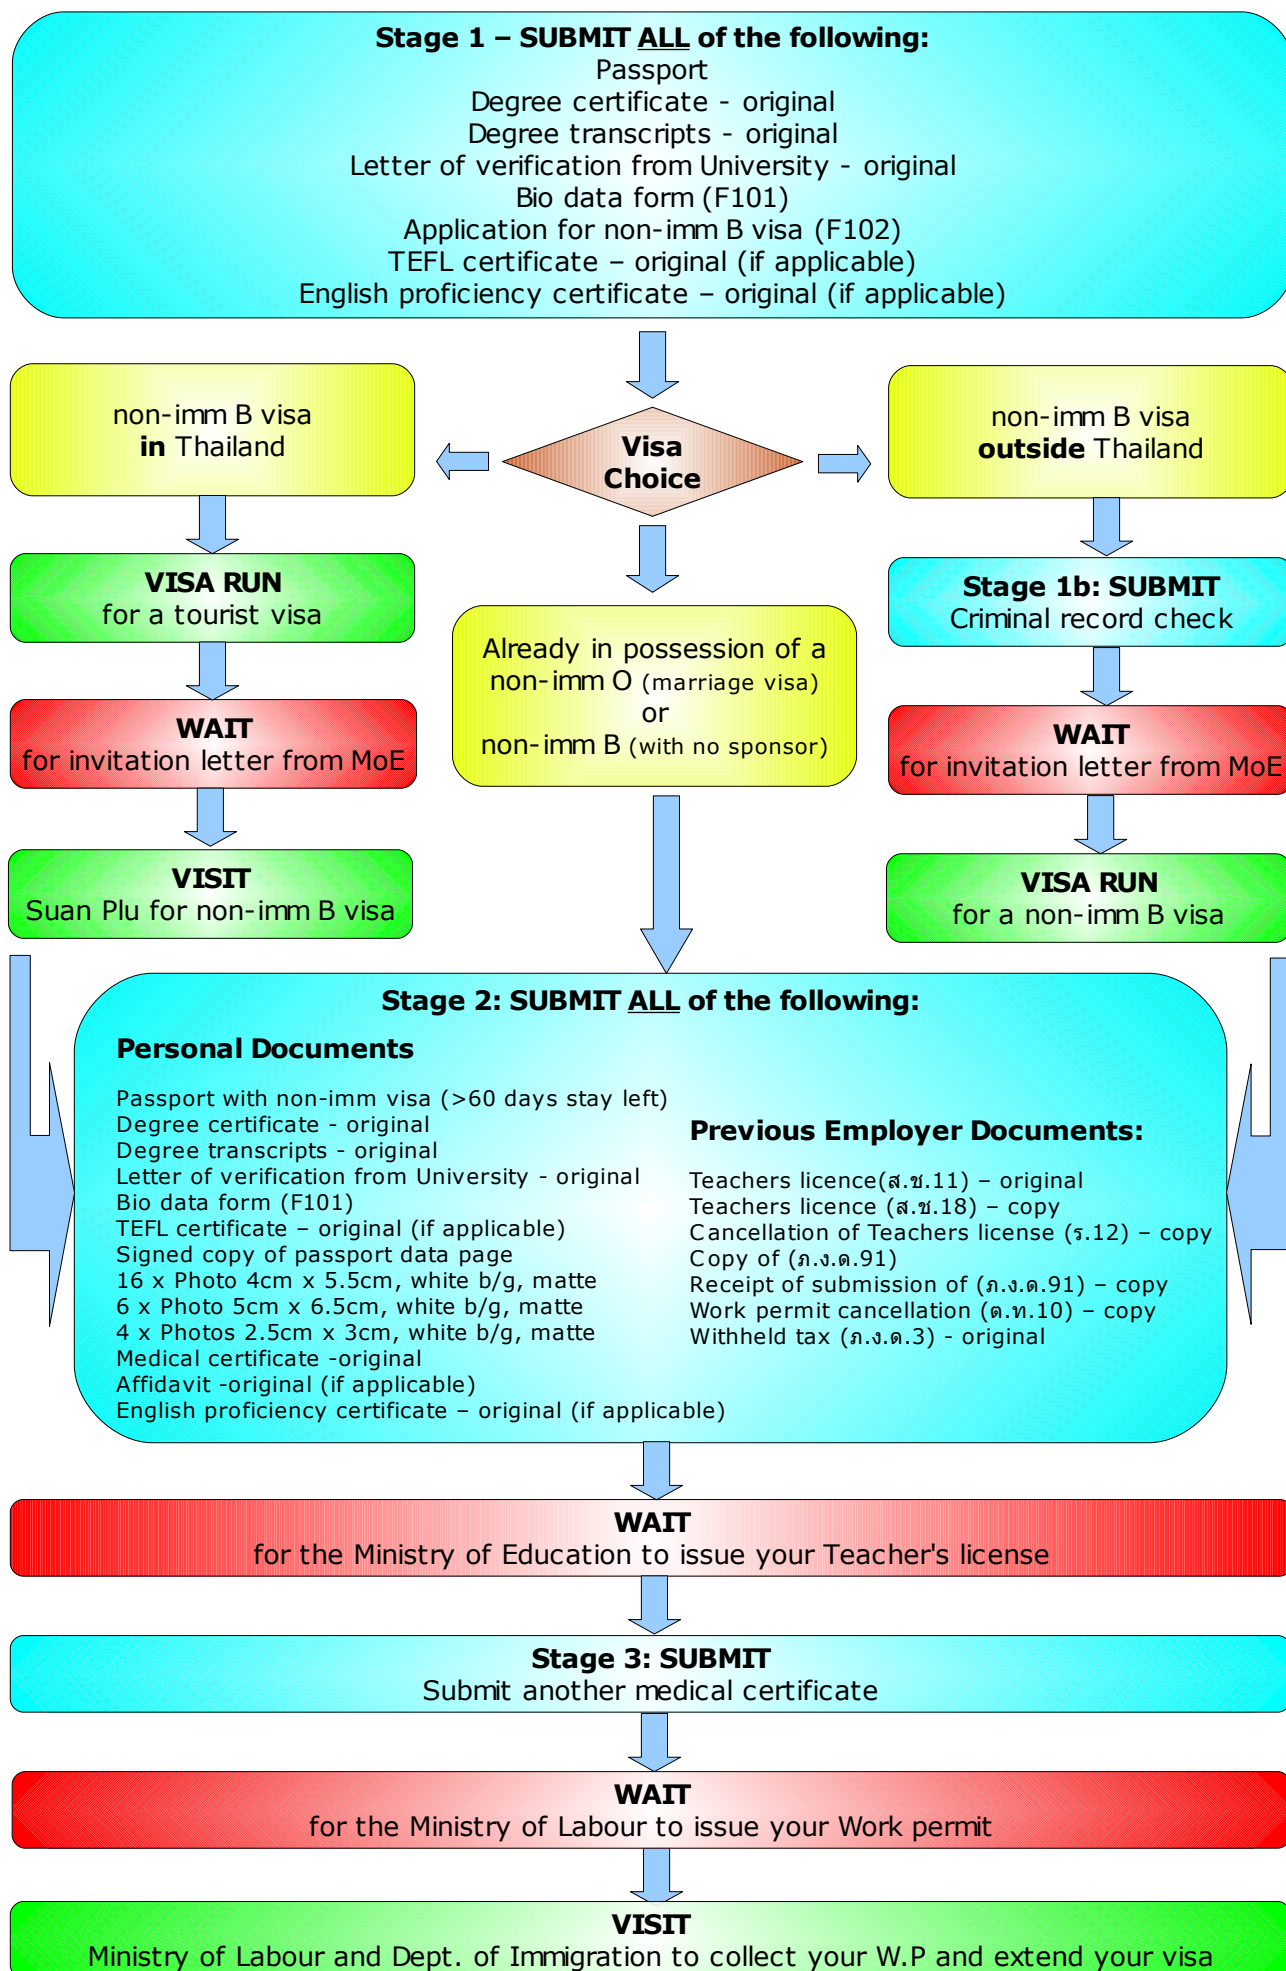 Stage 1 – SUBMIT ALL of the following:
Passport
Degree certificate - original
Degree transcripts - original
Letter of verification from University - original
Bio data form (F101)
Application for non-imm B visa (F102)
TEFL certificate – original (if applicable)
English proficiency certificate – original (if applicable)
Visa
Choice
non-imm B visa
in Thailand
VISA RUN
for a tourist visa
WAIT
for invitation letter from MoE
VISIT
Suan Plu for non-imm B visa
Already in possession of a
non-imm O (marriage visa)
or
non-imm B (with no sponsor)
non-imm B visa
outside Thailand
Stage 1b: SUBMIT
Criminal record check
WAIT
for invitation letter from MoE
VISA RUN
for a non-imm B visa
Stage 2: SUBMIT ALL of the following:
Personal Documents
Passport with non-imm visa (>60 days stay left)
Degree certificate - original
Degree transcripts - original
Letter of verification from University - original
Bio data form (F101)
TEFL certificate – original (if applicable)
Signed copy of passport data page
16 x Photo 4cm x 5.5cm, white b/g, matte
6 x Photo 5cm x 6.5cm, white b/g, matte
4 x Photos 2.5cm x 3cm, white b/g, matte
Medical certificate -original
Affidavit -original (if applicable)
English proficiency certificate – original (if applicable)
Previous Employer Documents:
Teachers licence(ส.ช.11) – original
Teachers licence (ส.ช.18) – copy
Cancellation of Teachers license (ร.12) – copy
Copy of (ภ.ง.ด.91)
Receipt of submission of (ภ.ง.ด.91) – copy
Work permit cancellation (ต.ท.10) – copy
Withheld tax (ภ.ง.ด.3) - original
WAIT
for the Ministry of Education to issue your Teacher's license
Stage 3: SUBMIT
Submit another medical certificate
WAIT
for the Ministry of Labour to issue your Work permit
VISIT
Ministry of Labour and Dept. of Immigration to collect your W.P and extend your visa